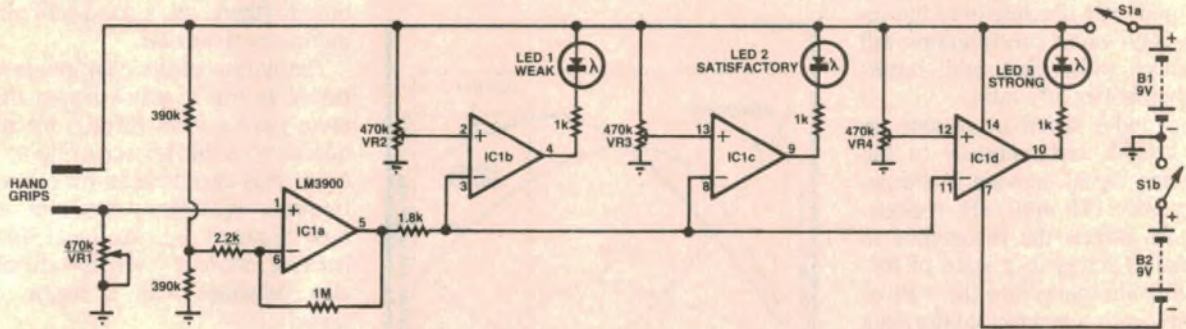 390k
390k
HAND
GRIPS
470k
VR1
2.2k
1M
LM3900
IC1a
1
6
5
1.8k
470k
VR2
2
3
4
IC1b
1k
LED 1
WEAK
λ
470k
VR3
13
8
9
IC1c
1k
LED 2
SATISFACTORY
λ
470k
VR4
12
11
14
7
10
IC1d
1k
LED 3
STRONG
λ
S1a
B1
9V
S1b
B2
9V